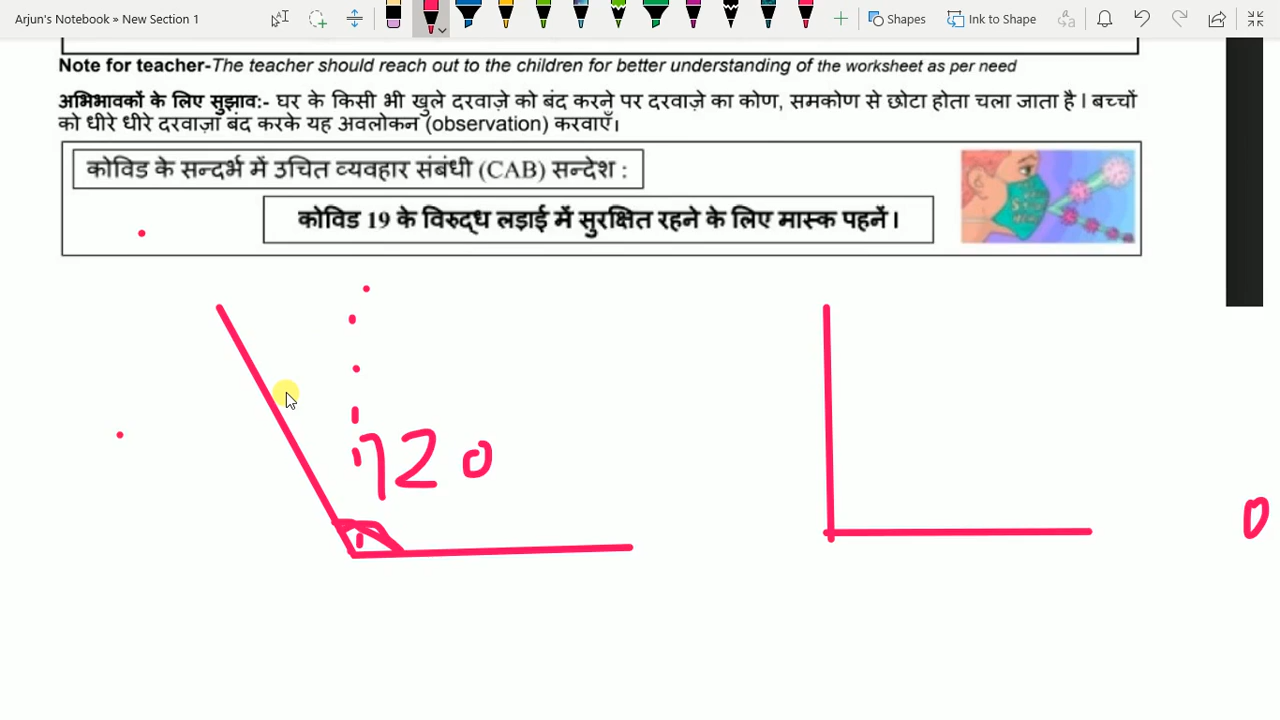 Arjun's Notebook » New Section 1
Shapes
Ink to Shape
Note for teacher-The teacher should reach out to the children for better understanding of the worksheet as per need
अभिभावकों के लिए सुझाव:- घर के किसी भी खुले दरवाज़े को बंद करने पर दरवाज़े का कोण, समकोण से छोटा होता चला जाता है। बच्चों
को धीरे धीरे दरवाज़ा बंद करके यह अवलोकन (observation) करवाएँ।
कोविड के सन्दर्भ में उचित व्यवहार संबंधी (CAB) सन्देश :
कोविड 19 के विरुद्ध लड़ाई में सुरक्षित रहने के लिए मास्क पहनें।
120
0